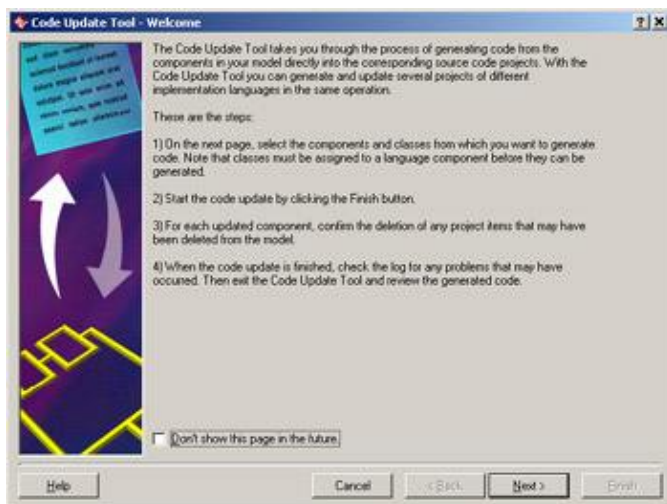 Code Update Tool - Welcome
The Code Update Tool takes you through the process of generating code from the
components in your model directly into the corresponding source code projects. With the
Code Update Tool you can generate and update several projects of different
implementation languages in the same operation.
These are the steps:
1) On the next page, select the components and classes from which you want to generate
code. Note that classes must be assigned to a language component before they can be
generated.
2) Start the code update by clicking the Finish button.
3) For each updated component, confirm the deletion of any project items that may have
been deleted from the model.
4) When the code update is finished, check the log for any problems that may have
occurred. Then exit the Code Update Tool and review the generated code.
Don't show this page in the future.
Help
Cancel
< Back
Next >
Finish